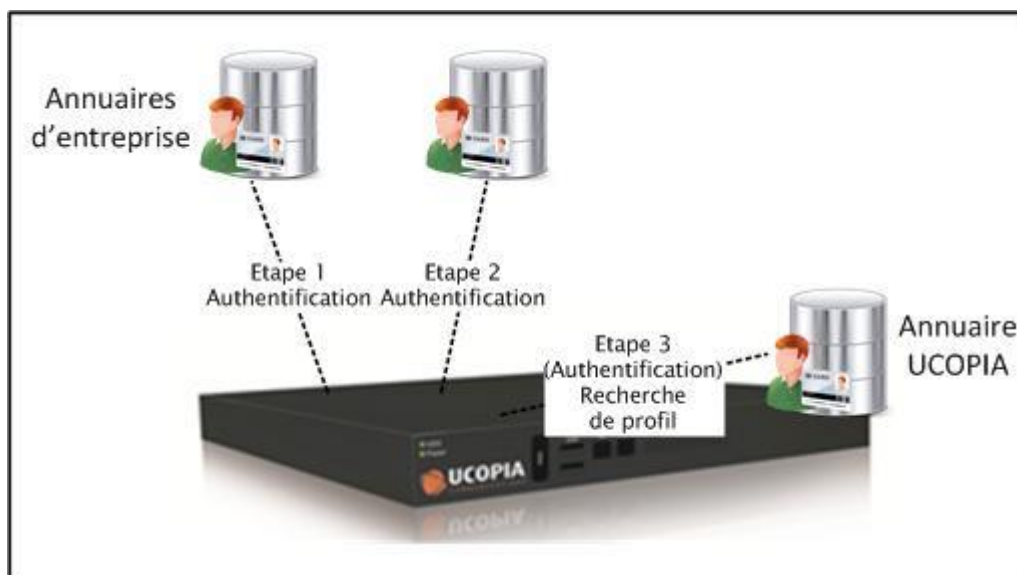 Annuaires
d'entreprise
Etape 1
Authentification
Etape 2
Authentification
Etape 3
(Authentification)
Recherche
de profil
Annuaire
UCOPIA
UCOPIA